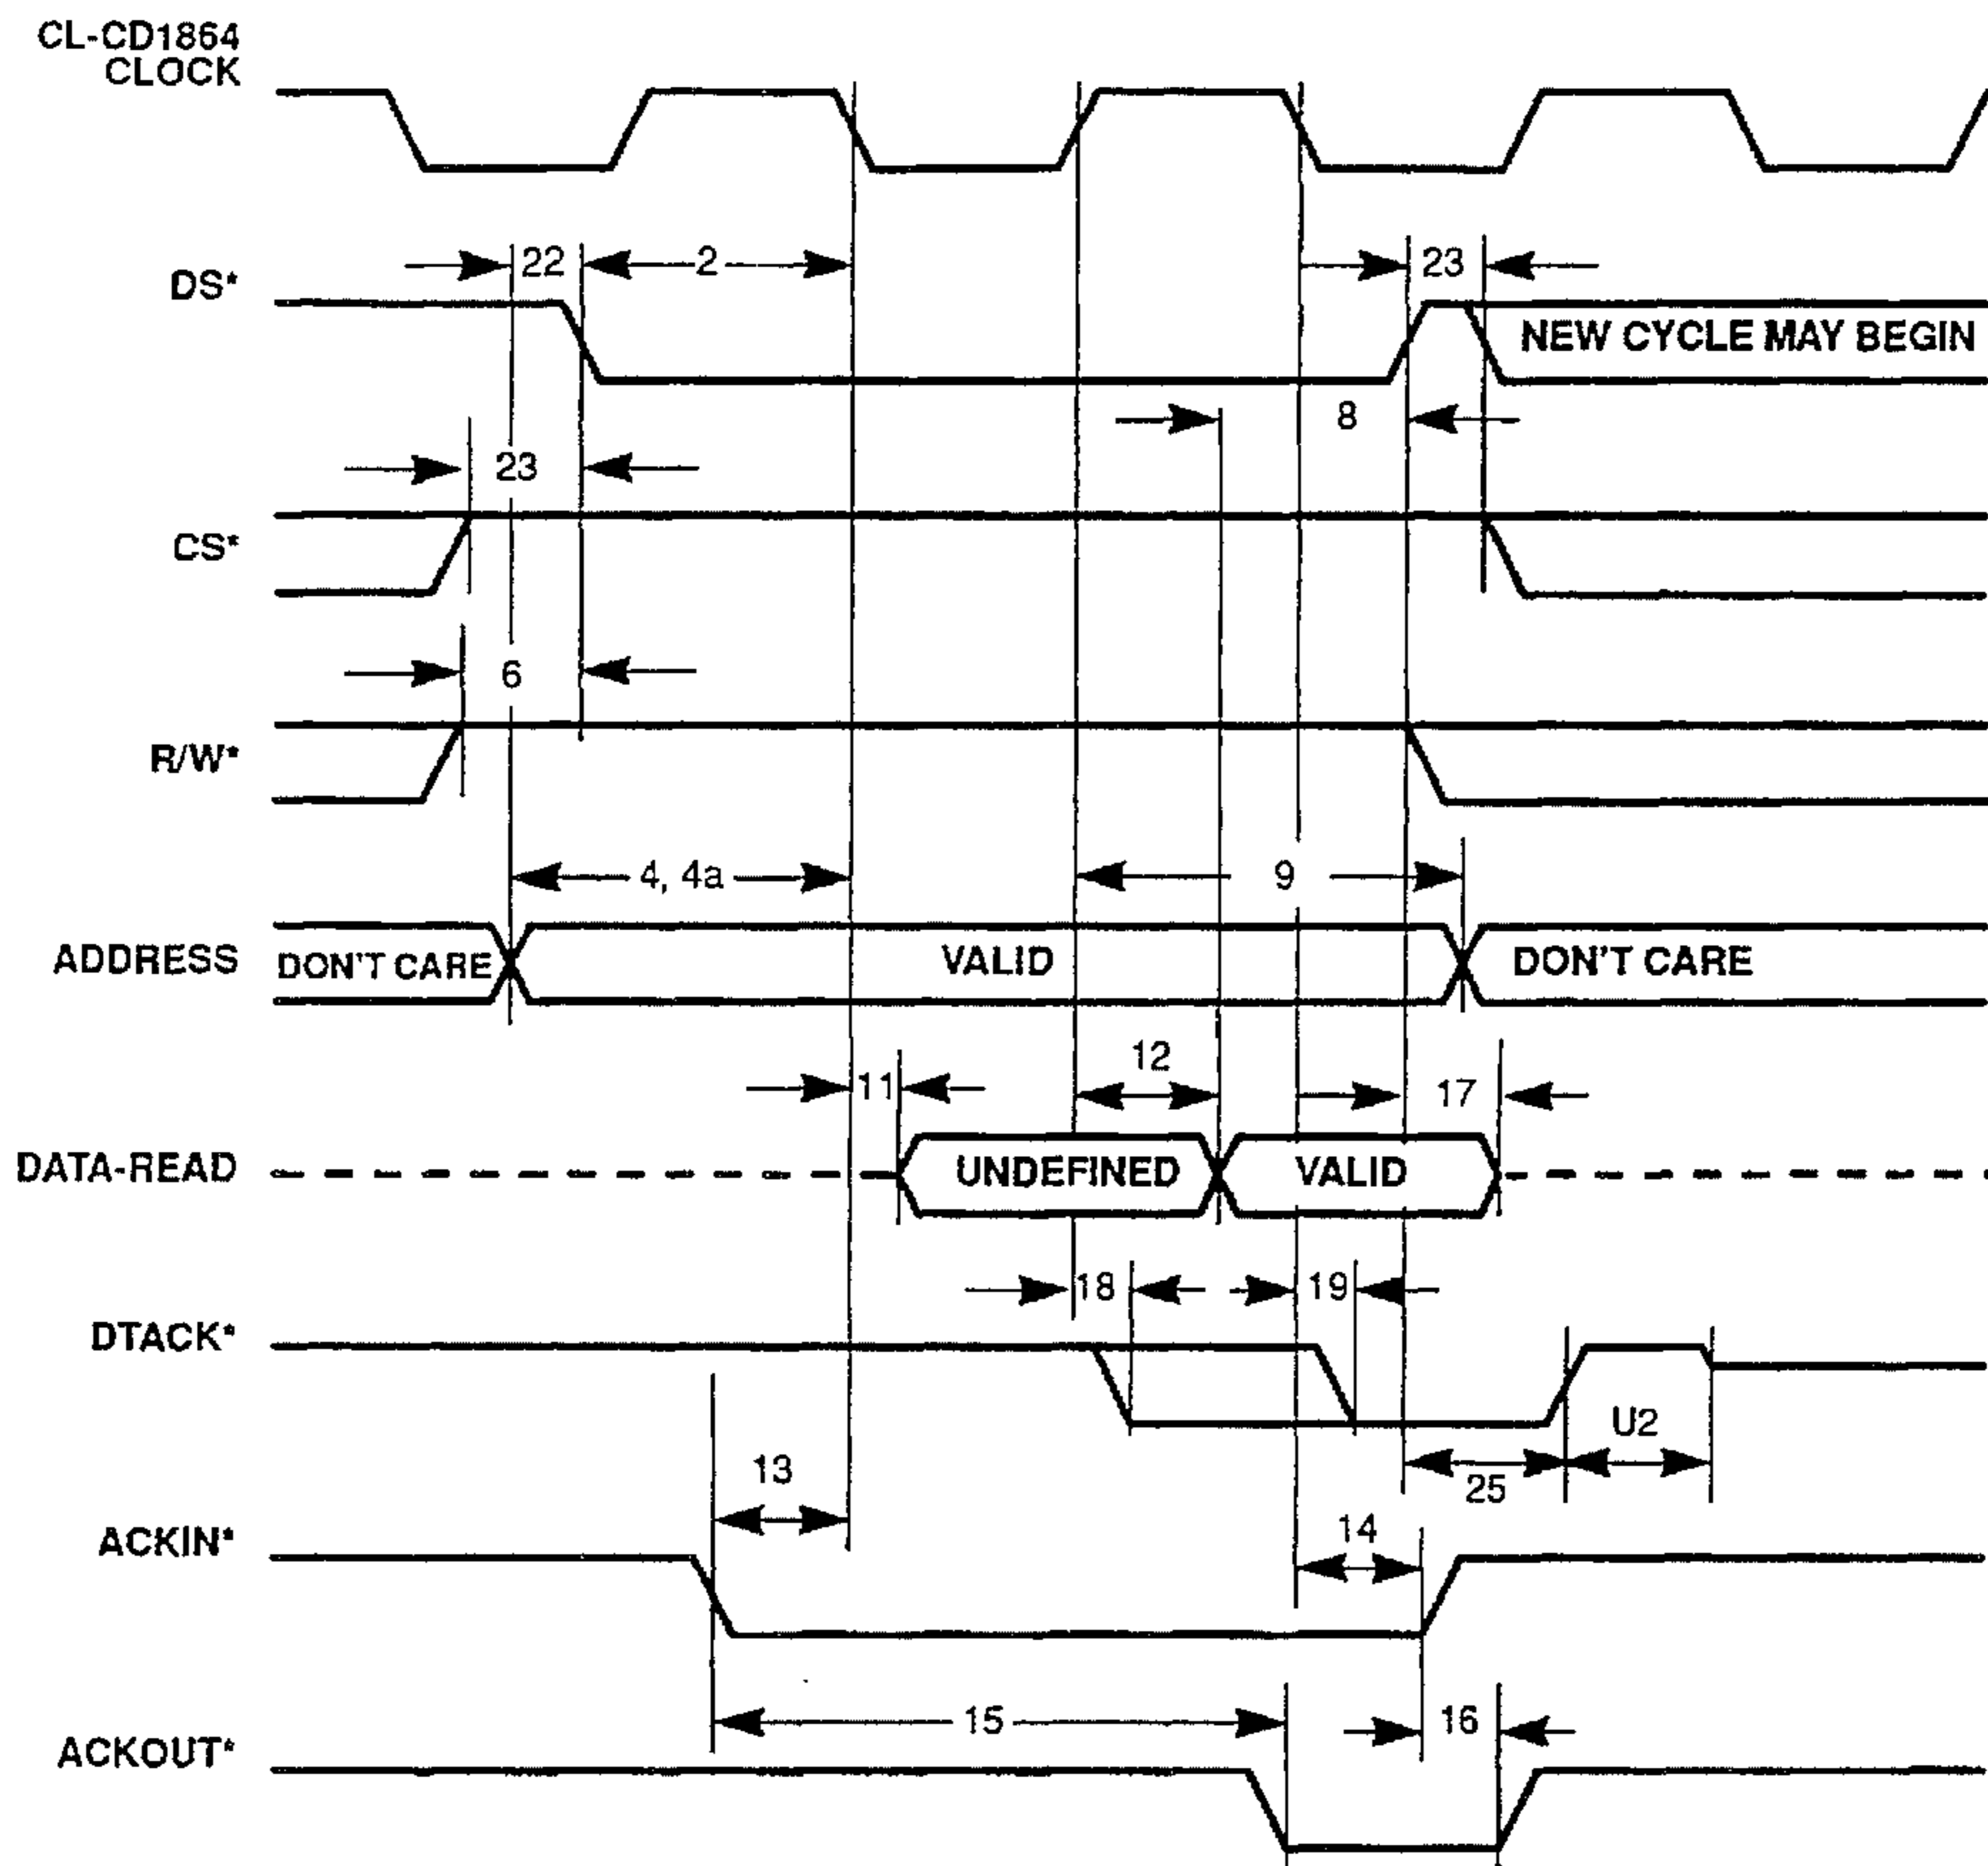 CL-CD1864
CLOCK
22
2
23
DS*
NEW CYCLE MAY BEGIN
8
23
CS*
6
R/W*
4, 4a
9
ADDRESS
DON'T CARE
VALID
DON'T CARE
12
11
17
DATA-READ
UNDEFINED
VALID
18
19
DTACK*
U2
13
25
14
ACKIN*
15
16
ACKOUT*